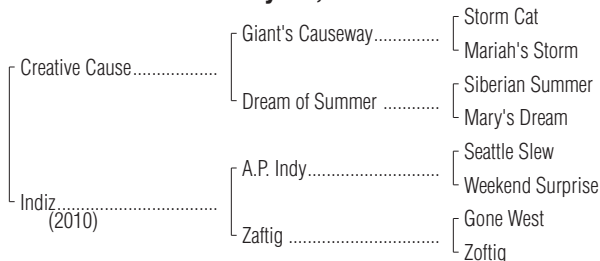 Storm Cat
Giant's Causeway
Mariah's Storm
Creative Cause
Siberian Summer
Dream of Summer
Mary's Dream
Seattle Slew
A.P. Indy
Weekend Surprise
Indiz
(2010)
Gone West
Zaftig
Zoftig